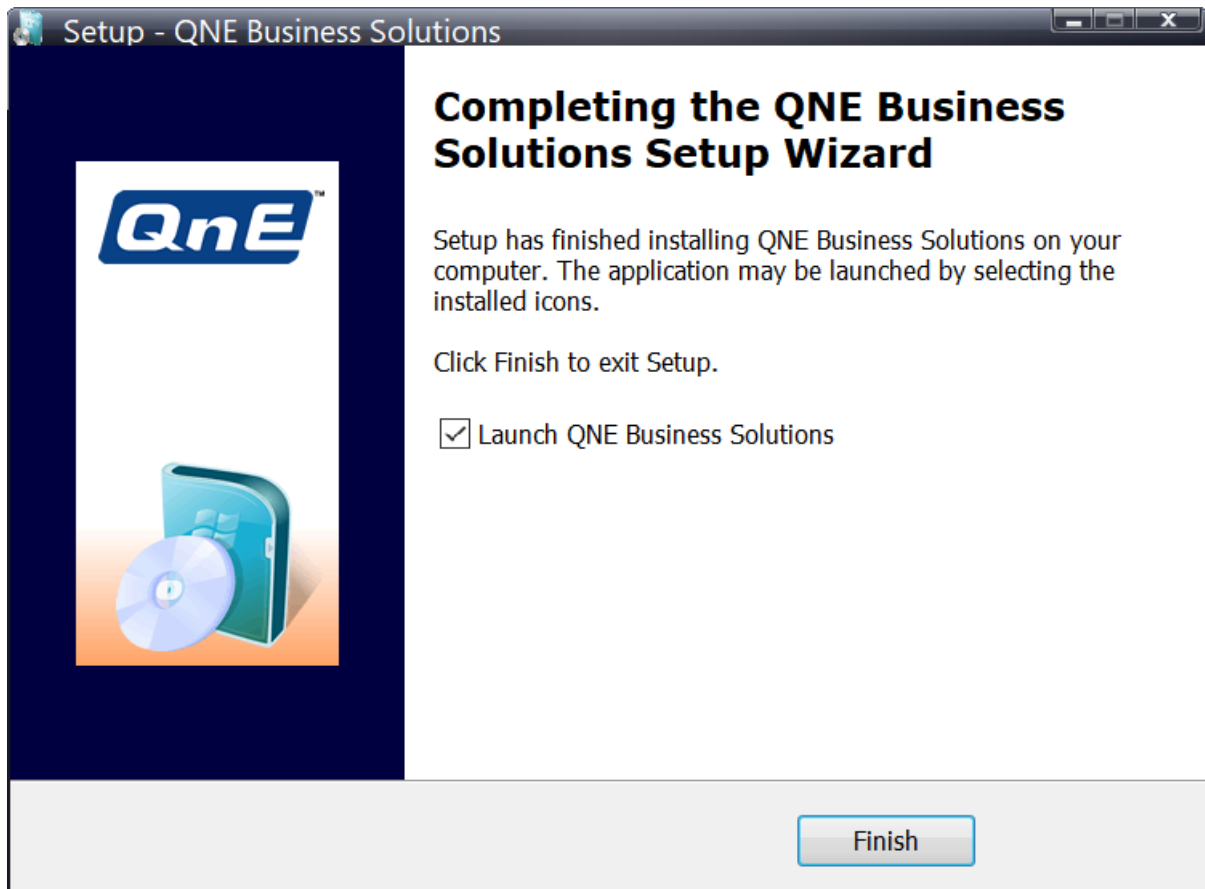 Setup - QNE Business Solutions
QnE™
Completing the QNE Business
Solutions Setup Wizard
Setup has finished installing QNE Business Solutions on your
computer. The application may be launched by selecting the
installed icons.
Click Finish to exit Setup.
Launch QNE Business Solutions
Finish